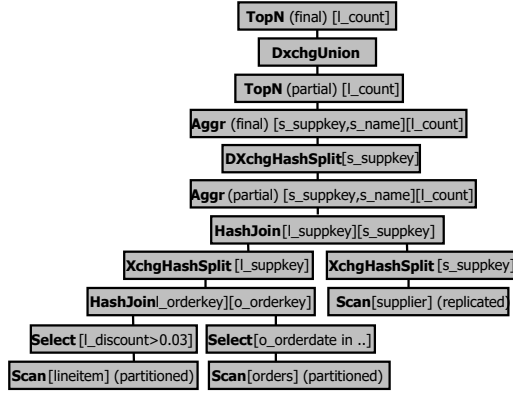 TopN (final) [l_count]
DxchgUnion
TopN (partial) [l_count]
Aggr (final) [s_suppkey,s_name][l_count]
DXchgHashSplit[s_suppkey]
Aggr (partial) [s_suppkey,s_name][l_count]
HashJoin[l_suppkey][s_suppkey]
XchgHashSplit [l_suppkey] XchgHashSplit [s_suppkey]
HashJoinl_orderkey][o_orderkey] Scan[supplier] (replicated)
Select [l_discount>0.03] Select[o_orderdate in ..]
Scan[lineitem] (partitioned) Scan[orders] (partitioned)